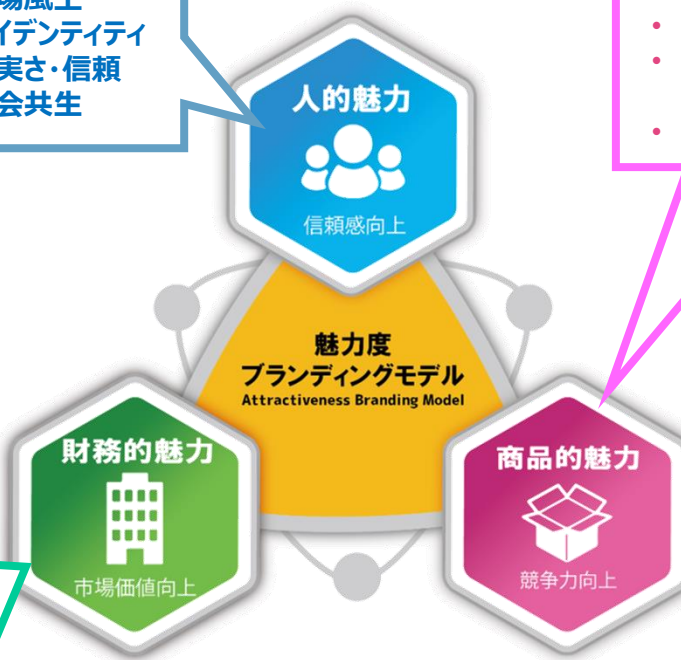 場風土
イデンティティ
実さ・信頼
会共生
人的魅力
信頼感向上
魅力度
ブランディングモデル
Attractiveness Branding Model
財務的魅力
市場価値向上
商品的魅力
競争力向上